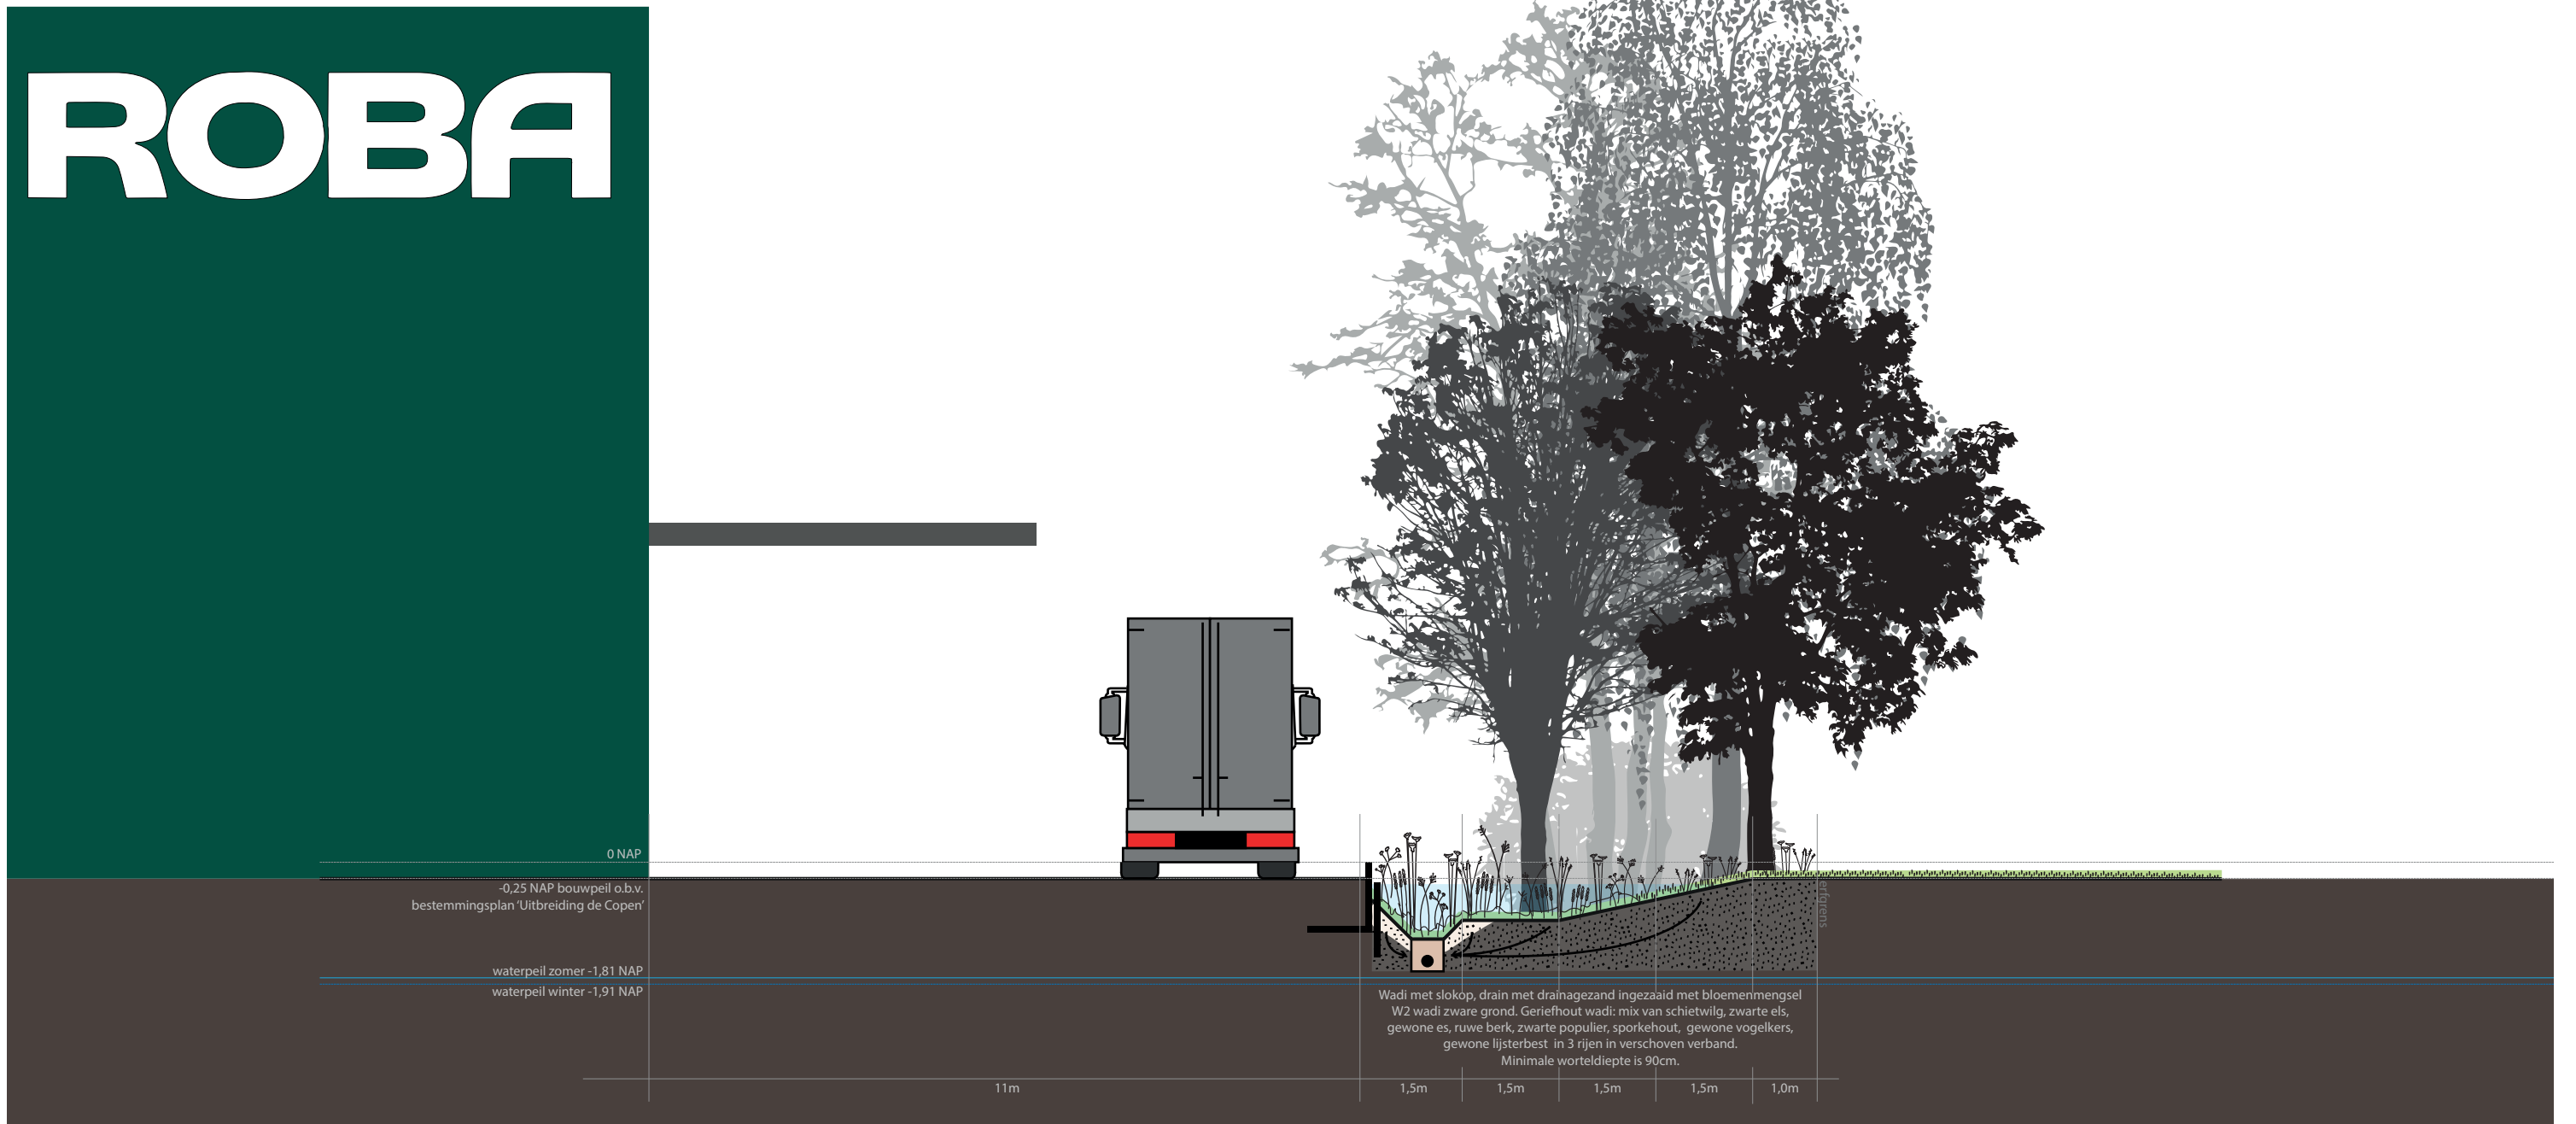 ROBA
0 NAP
-0,25 NAP bouwpeil o.b.v.
bestemmingsplan 'Uitbreiding de Copen'
erfgrens
waterpeil zomer -1,81 NAP
waterpeil winter -1,91 NAP
Wadi met slokop, drain met drainagezand ingezaaid met bloemenmengsel
W2 wadi zware grond. Geriefhout wadi: mix van schietwilg, zwarte els,
gewone es, ruwe berk, zwarte populier, sporkehout, gewone vogelkers,
gewone lijsterbest in 3 rijen in verschoven verband.
Minimale worteldiepte is 90cm.
11m
1,5m
1,5m
1,5m
1,5m
1,0m